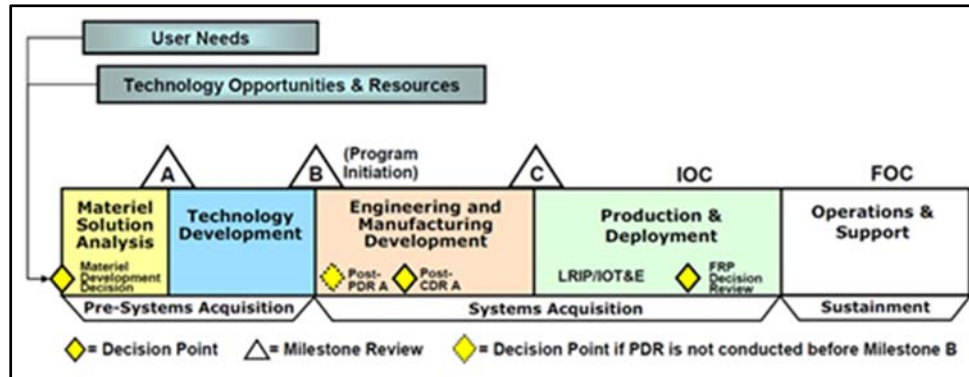 User Needs
Technology Opportunities & Resources
A
B
(Program
Initiation)
C
IOC
FOC
Materiel
Solution
Analysis
Materiel
Development
Decision
Technology
Development
Engineering and
Manufacturing
Development
Post-
PDR A
Post-
CDR A
Production &
Deployment
LRIP/IOT&E
FRP
Decision
Review
Operations &
Support
Pre-Systems Acquisition
Systems Acquisition
Sustainment
= Decision Point
= Milestone Review
= Decision Point if PDR is not conducted before Milestone B